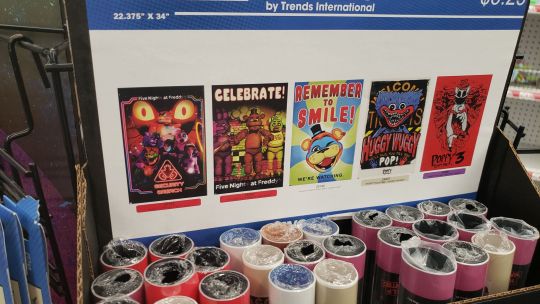 by Trends International
22.375" X 34"
Five Nights at Freddy's
SECURITY
BREACH
CELEBRATE!
Five Nights at Freddy's
REMEMBER
TO
SMILE!
WE'RE WATCHING.
WELCOME
HUGGY WUGGY
POP!
POPPY
3